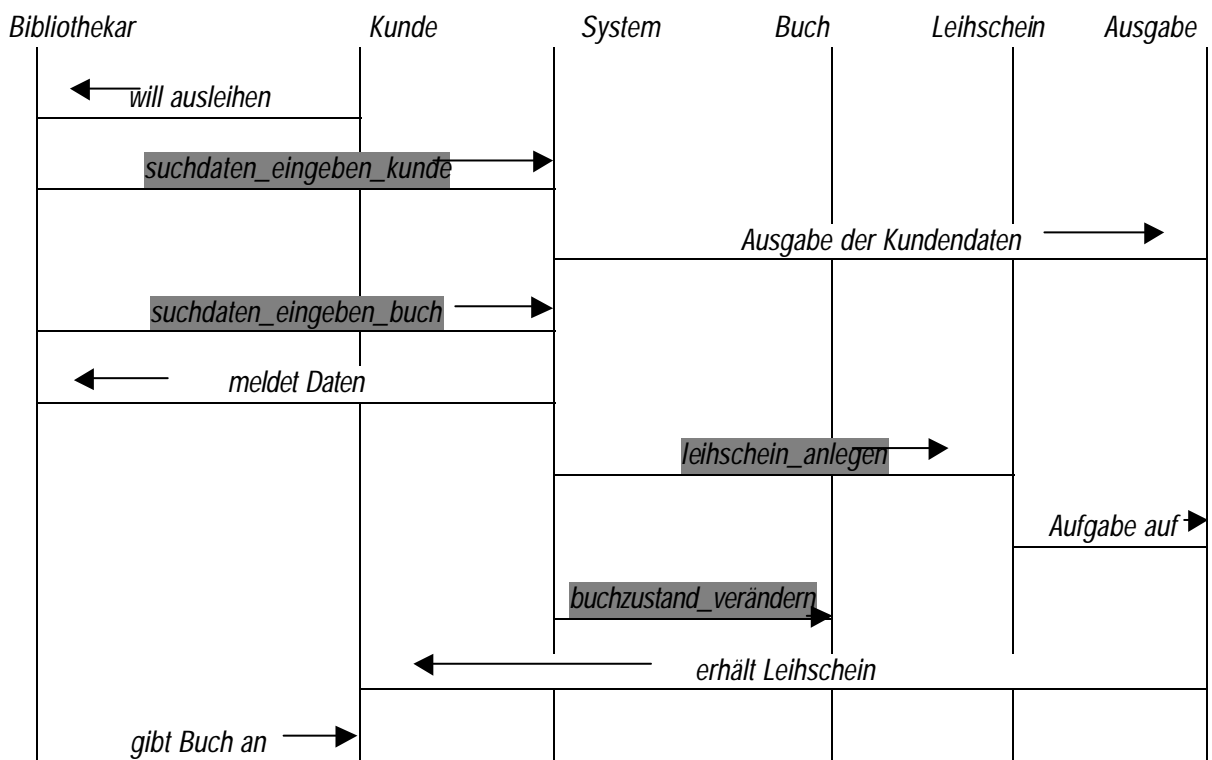 Bibliothekar Kunde System Buch Leihschein Ausgabe
will ausleihen
suchdaten_eingeben_kunde
Ausgabe der Kundendaten
suchdaten_eingeben_buch
meldet Daten
leihschein_anlegen
Aufgabe auf
buchzustand_verändern
erhält Leihschein
gibt Buch an